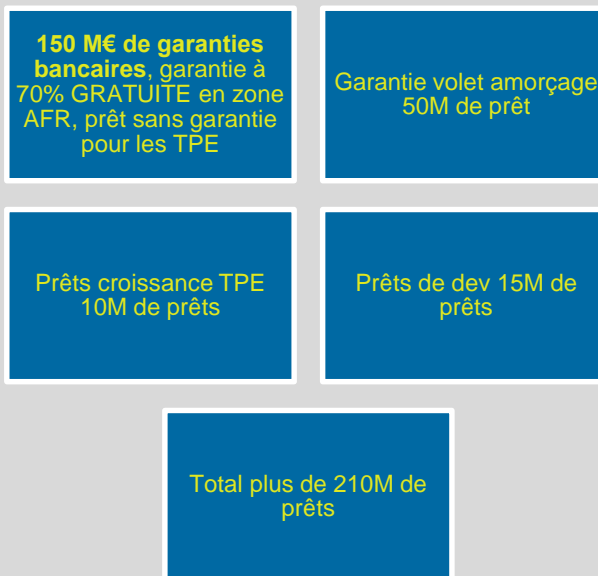 150 M€ de garanties
bancaires, garantie à
70% GRATUITE en zone
AFR, prêt sans garantie
pour les TPE
Garantie volet amorçage
50M de prêt
Prêts croissance TPE
10M de prêts
Prêts de dev 15M de
prêts
Total plus de 210M de
prêts